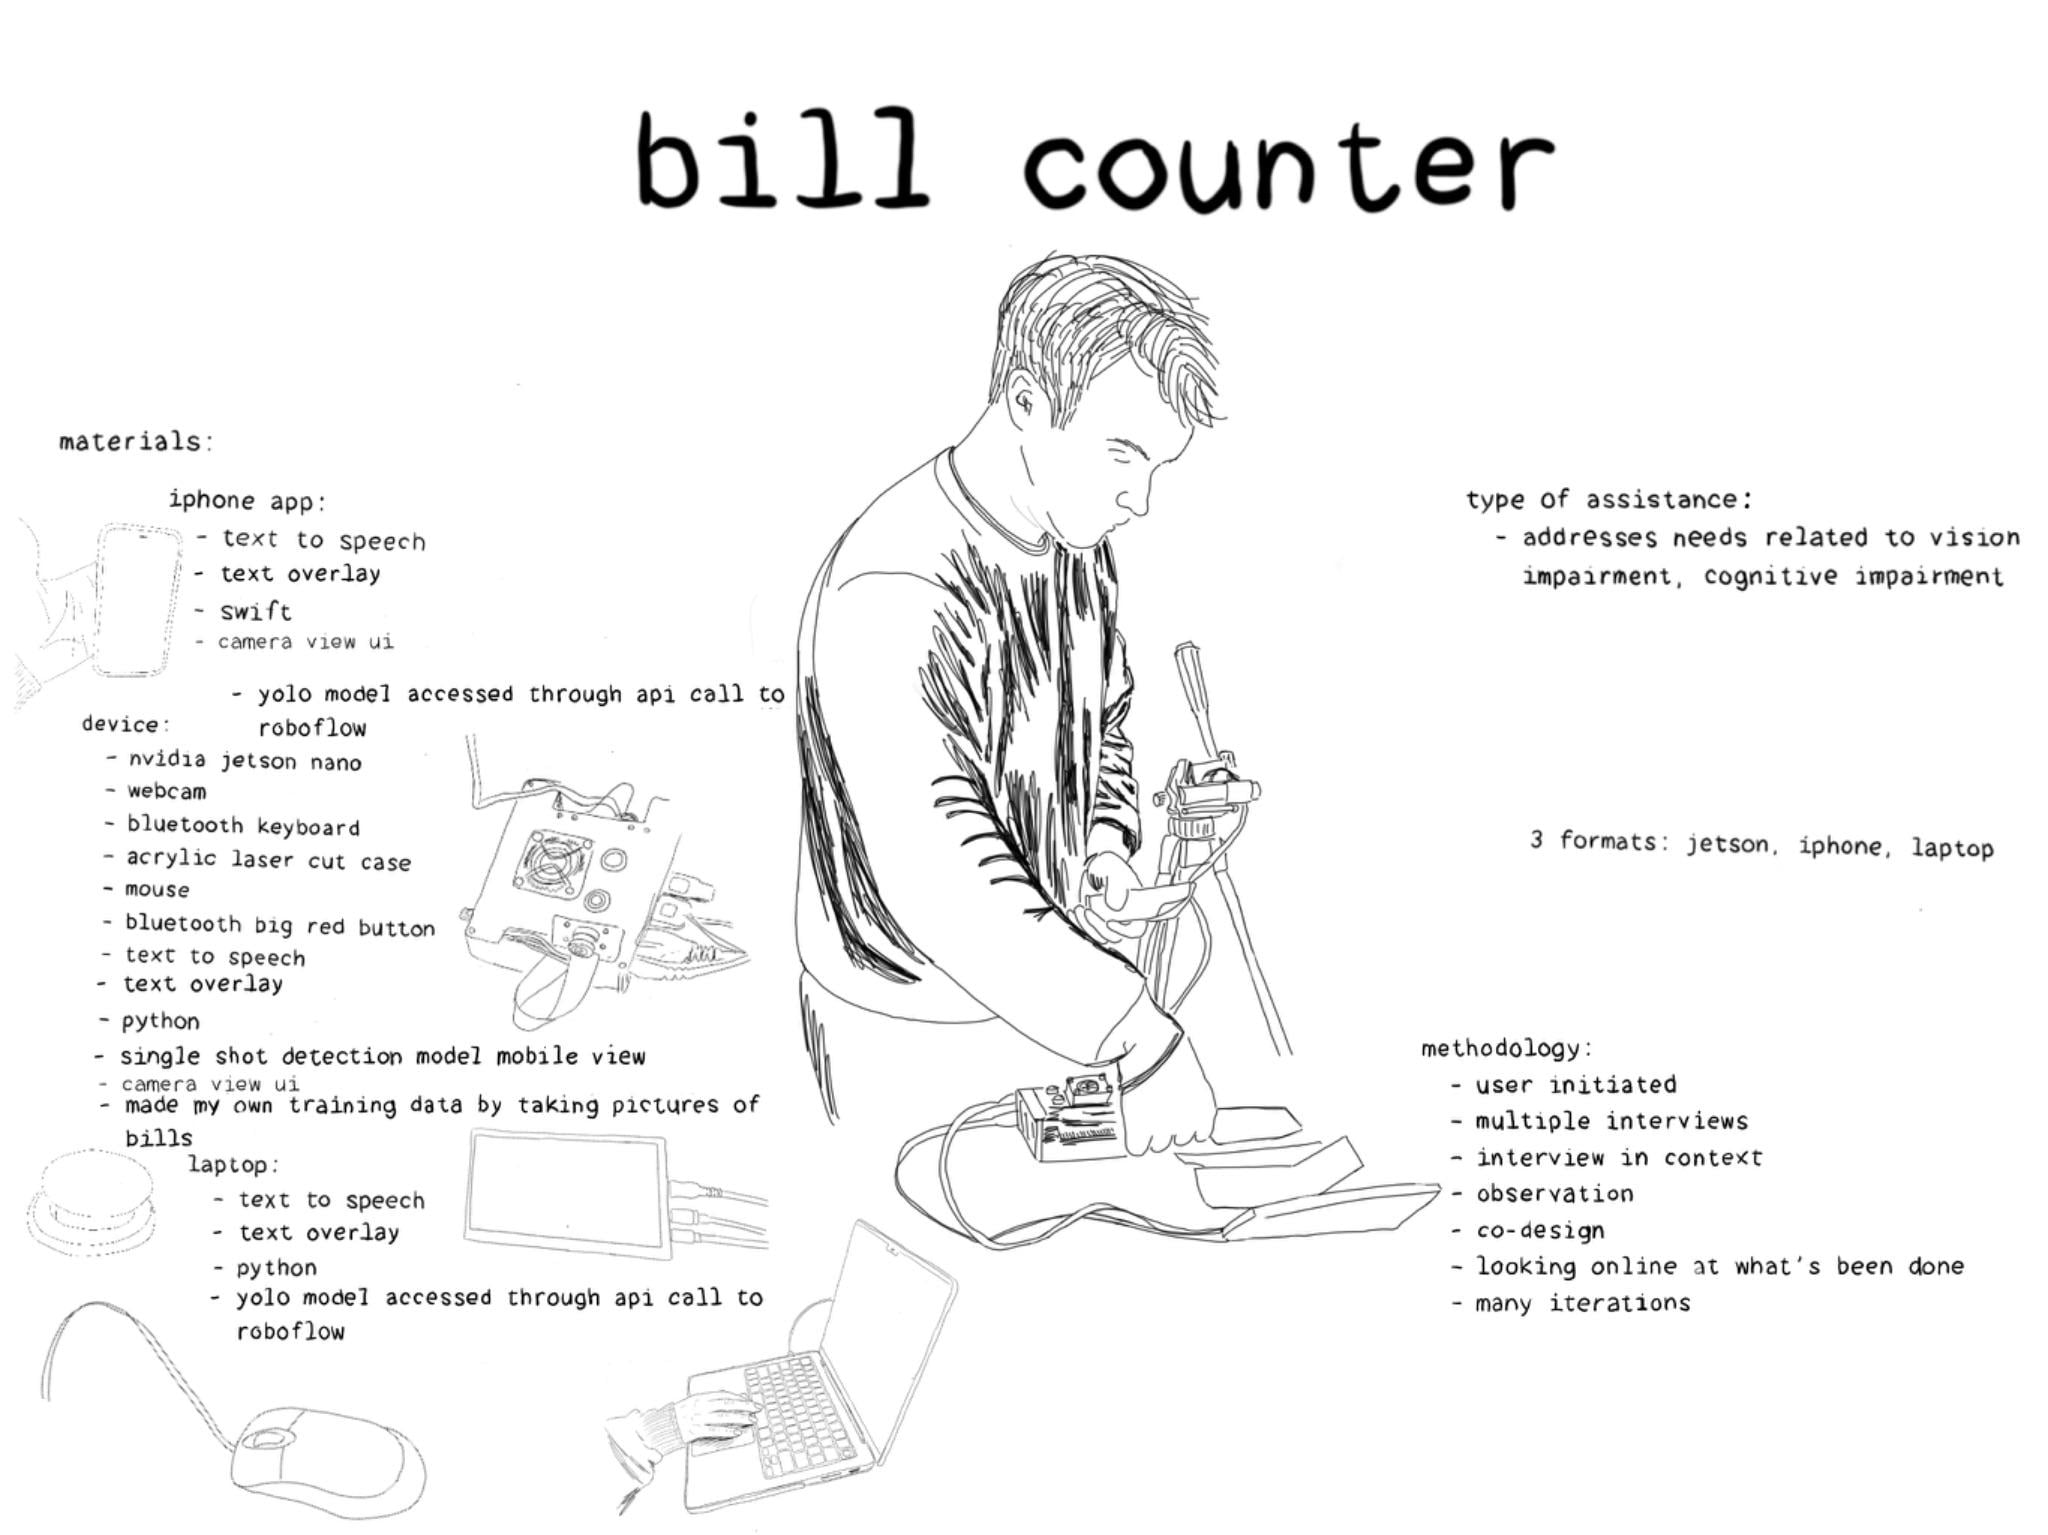 bill counter
materials:
iphone app:
- text to speech
- text overlay
- swift
- camera view ui
- yolo model accessed through api call to
roboflow
device:
- nvidia jetson nano
- webcam
- bluetooth keyboard
- acrylic laser cut case
- mouse
- bluetooth big red button
- text to speech
- text overlay
- python
- single shot detection model mobile view
- camera view ui
- made my own training data by taking pictures of
bills
laptop:
- text to speech
- text overlay
- python
- yolo model accessed through api call to
roboflow
type of assistance:
- addresses needs related to vision
impairment, cognitive impairment
3 formats: jetson, iphone, laptop
methodology:
- user initiated
- multiple interviews
- interview in context
- observation
- co-design
- looking online at what's been done
- many iterations